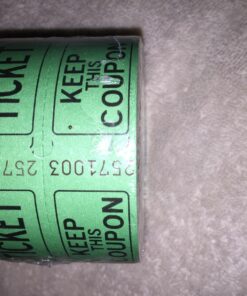 TICKET
KEEP
THIS
COUPON
2571003 257
TICKET
KEEP
THIS
COUPON